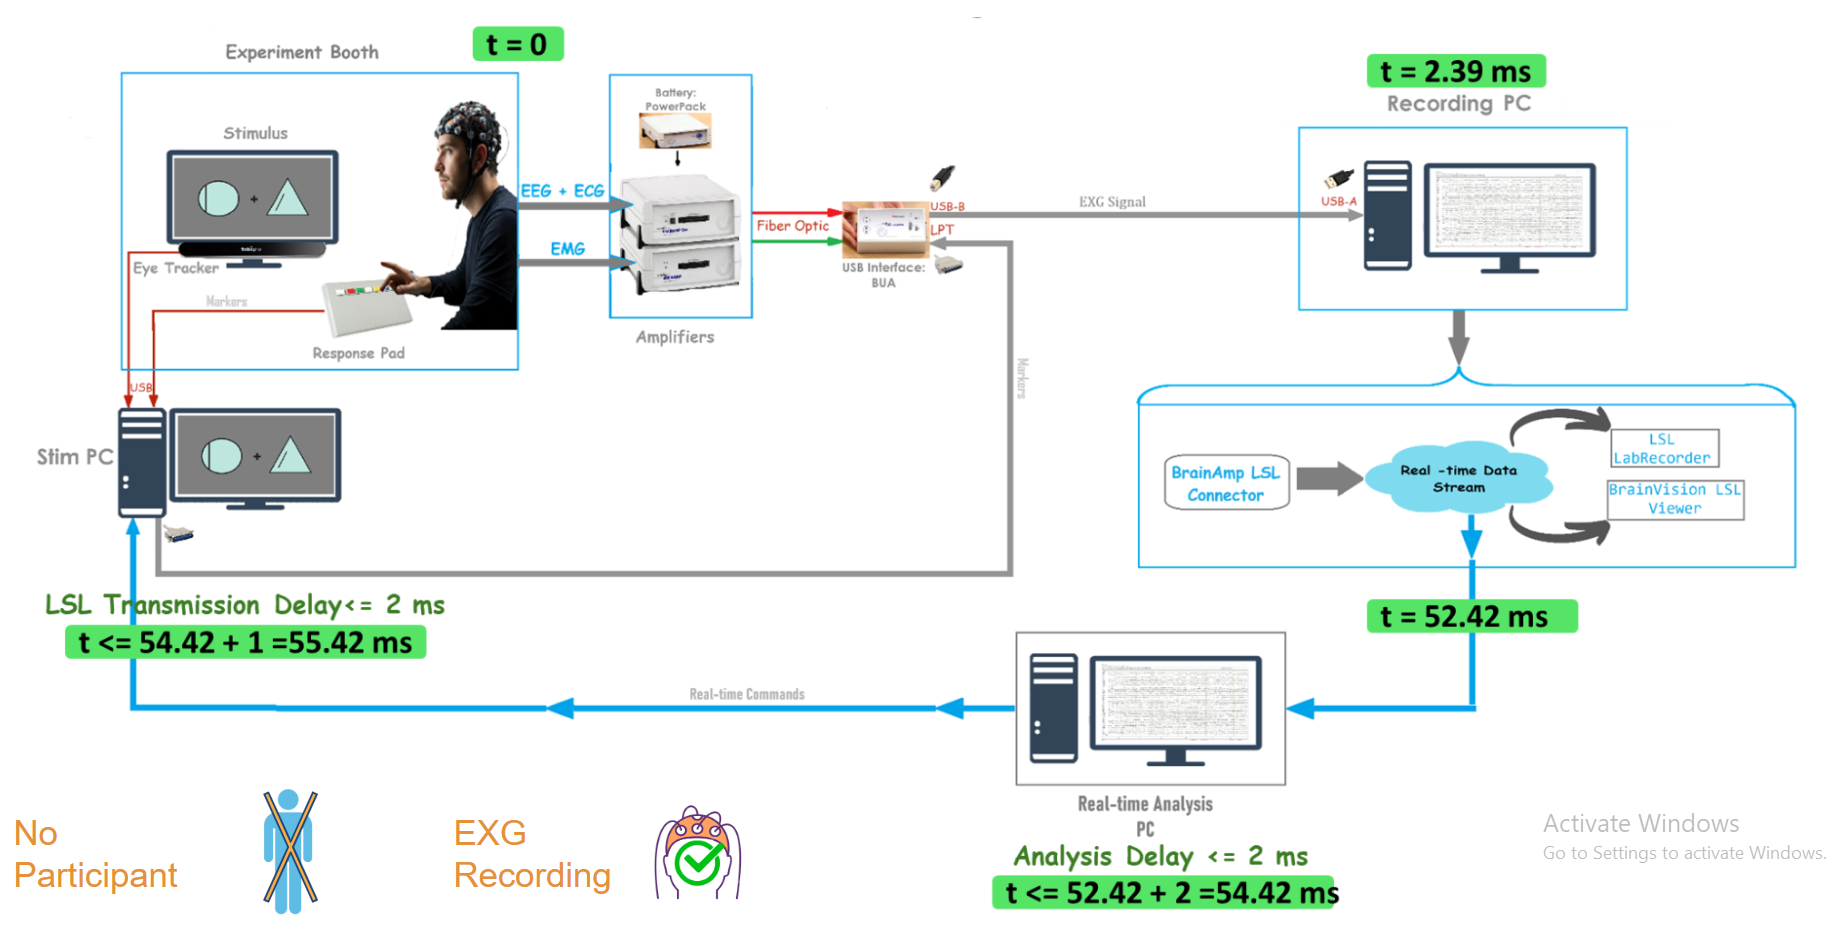 t = 0
Experiment Booth
t = 2.39 ms
Recording PC
Battery:
PowerPack
Stimulus
EEG + ECG
EMG
Fiber Optic
USB-B
LPT
EXG Signal
USB-A
USB Interface:
BUA
Eye Tracker
Markers
Response Pad
Amplifiers
Markers
USB
Stim PC
BrainAmp LSL
Connector
Real -time Data
Stream
LSL
LabRecorder
BrainVision LSL
Viewer
LSL Transmission Delay<= 2 ms
t <= 54.42 + 1 =55.42 ms
t = 52.42 ms
Real-time Commands
Real-time Analysis
PC
Analysis Delay <= 2 ms
t <= 52.42 + 2 =54.42 ms
No
Participant
EXG
Recording
Activate Windows
Go to Settings to activate Windows.